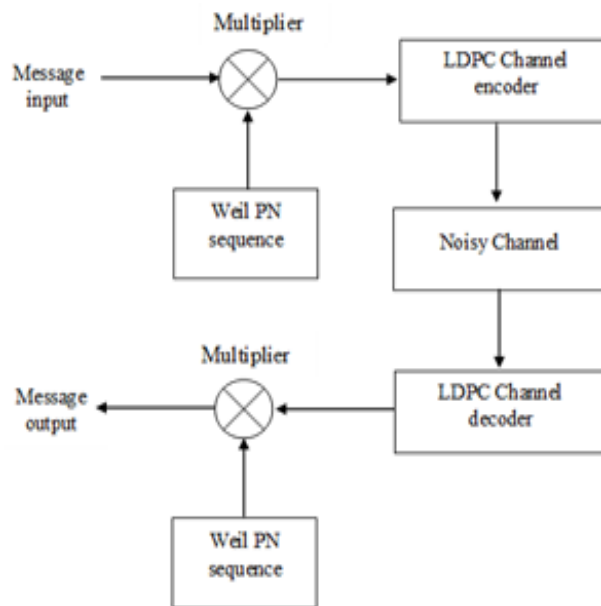 Multiplier
Message
input
LDPC Channel
encoder
Weil PN
sequence
Noisy Channel
Multiplier
Message
output
LDPC Channel
decoder
Weil PN
sequence